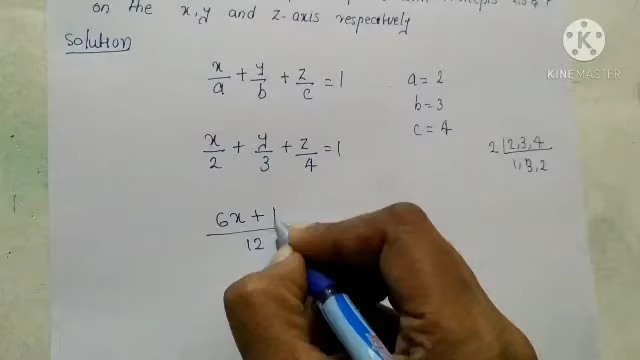 on the x, y and z-axis respectively
Solution
x/a + y/b + z/c = 1
a = 2
b = 3
c = 4
x/2 + y/3 + z/4 = 1
2 | 2, 3, 4
1, 3, 2
6x +
12
KINEMASTER